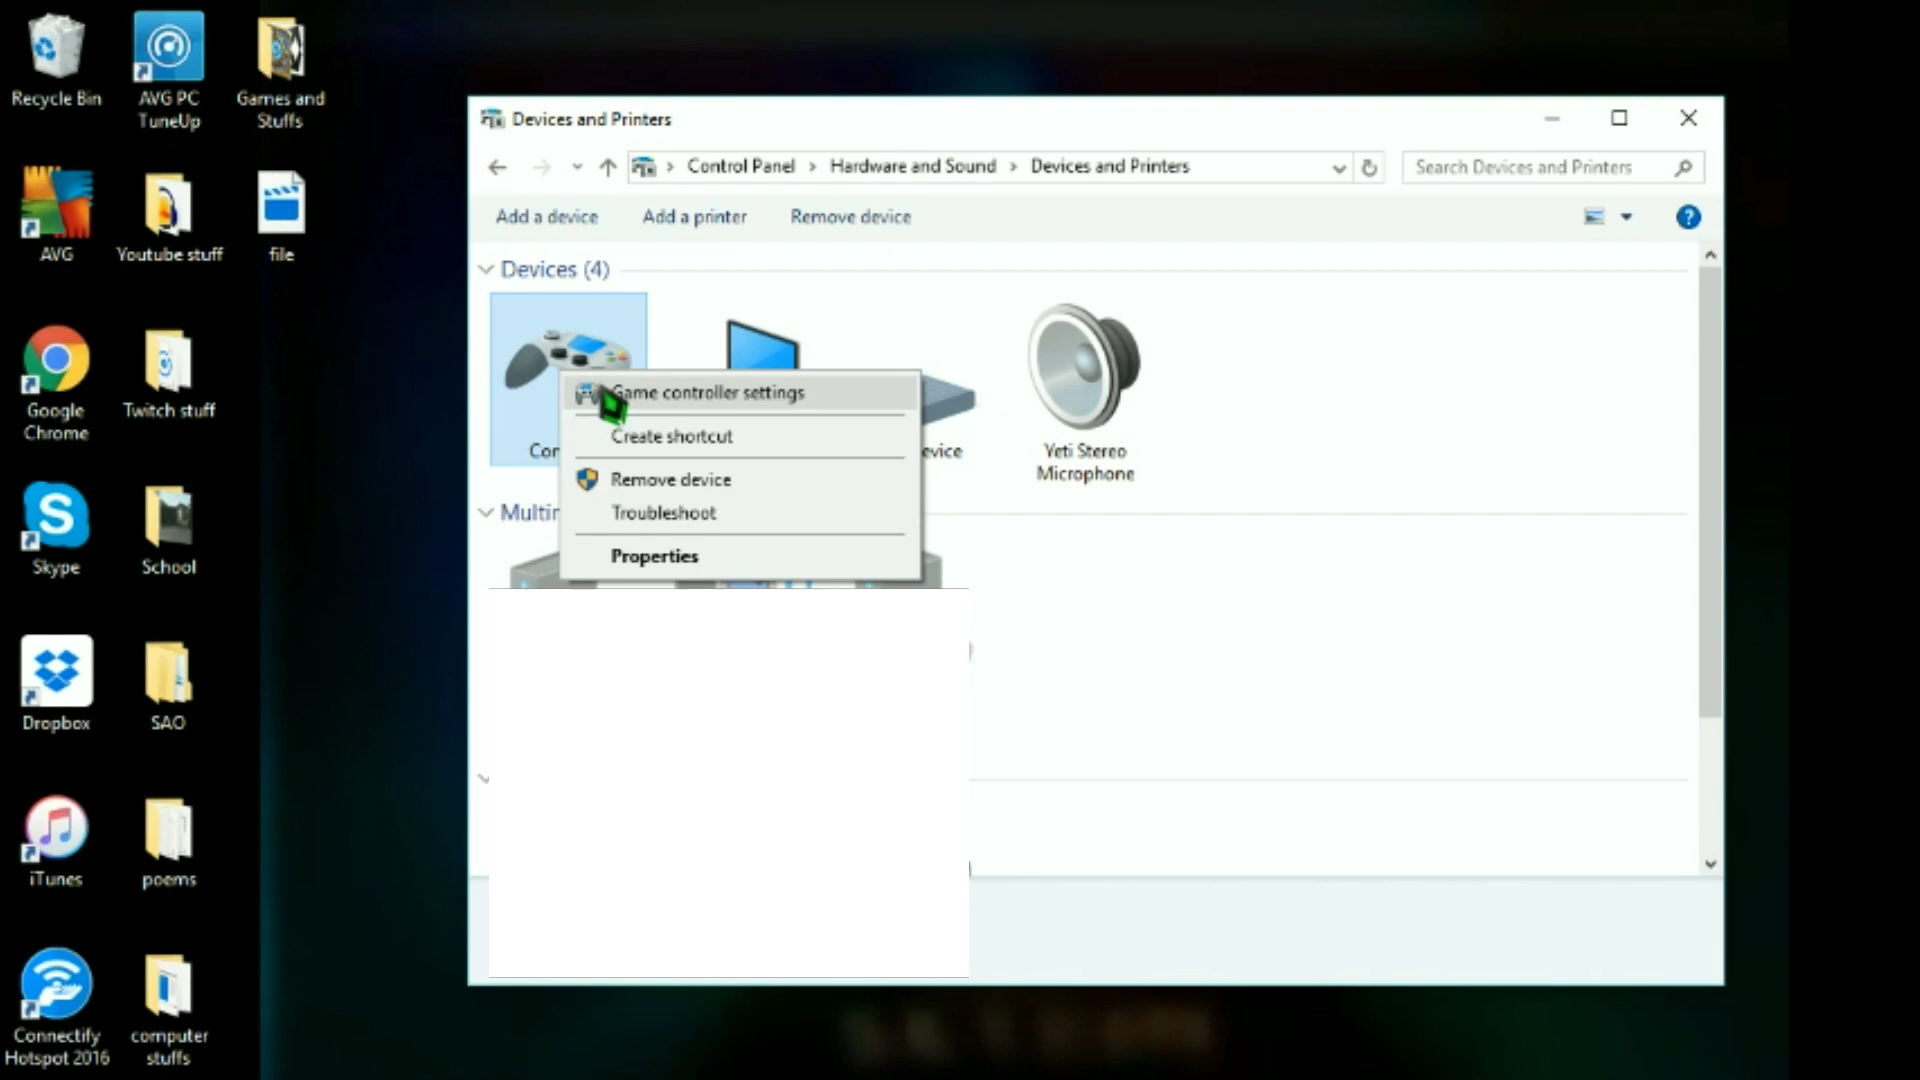 Recycle Bin
AVG PC
TuneUp
Games and
Stuffs
AVG
Youtube stuff
file
Google
Chrome
Twitch stuff
Skype
School
Dropbox
SAO
iTunes
poems
Connectify
Hotspot 2016
computer
stuffs
Devices and Printers
Control Panel > Hardware and Sound > Devices and Printers
Search Devices and Printers
Add a device
Add a printer
Remove device
Devices (4)
Game controller settings
Create shortcut
Remove device
Troubleshoot
Properties
Yeti Stereo
Microphone